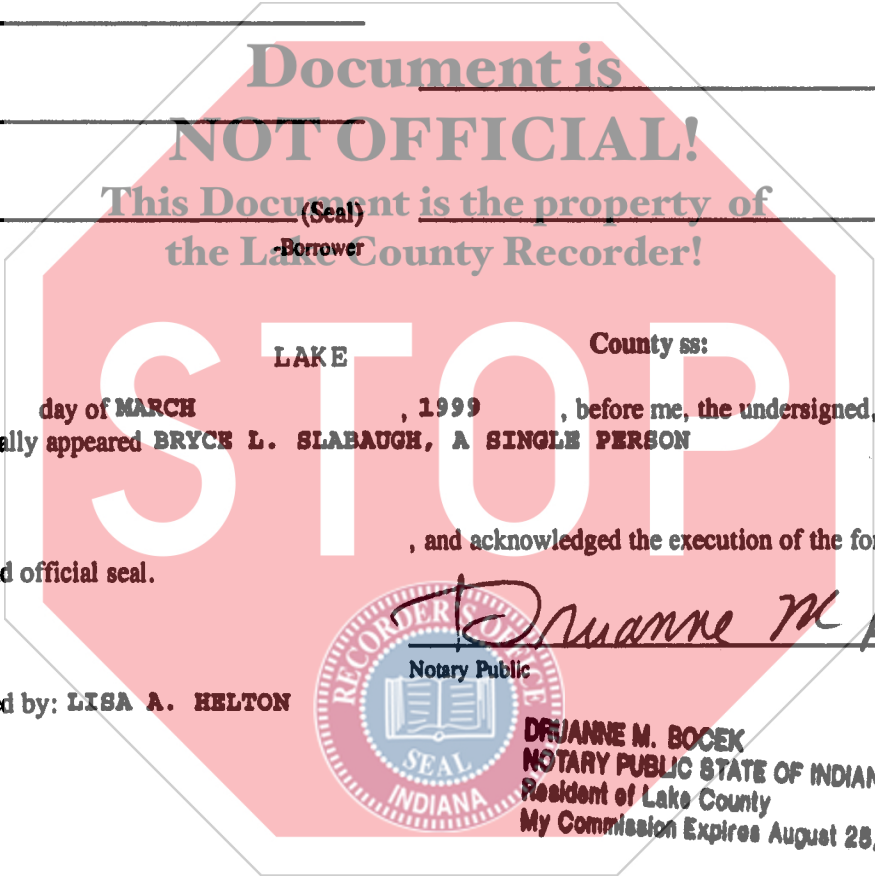 Document is
NOT OFFICIAL!
This Document is the property of
the Lake County Recorder!
(Seal)
-Borrower
STOP
LAKE County ss:
day of MARCH , 1999 , before me, the undersigned,
ally appeared BRYCE L. SLABAUGH, A SINGLE PERSON
, and acknowledged the execution of the for
d official seal.
Druanne M
Notary Public
d by: LISA A. HELTON
RECORDER'S OFFICE
SEAL
INDIANA
DRUANNE M. BOCEK
NOTARY PUBLIC STATE OF INDIAN
Resident of Lake County
My Commission Expires August 28,